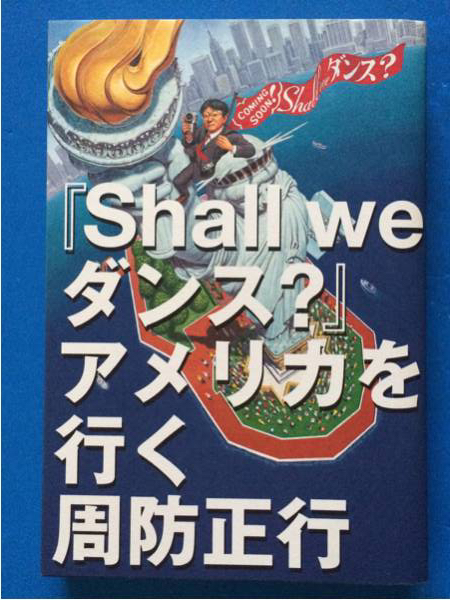 COMING
SOON!
Shall we ダンス?
『Shall we
ダンス?』
アメリカを
行く
周防正行